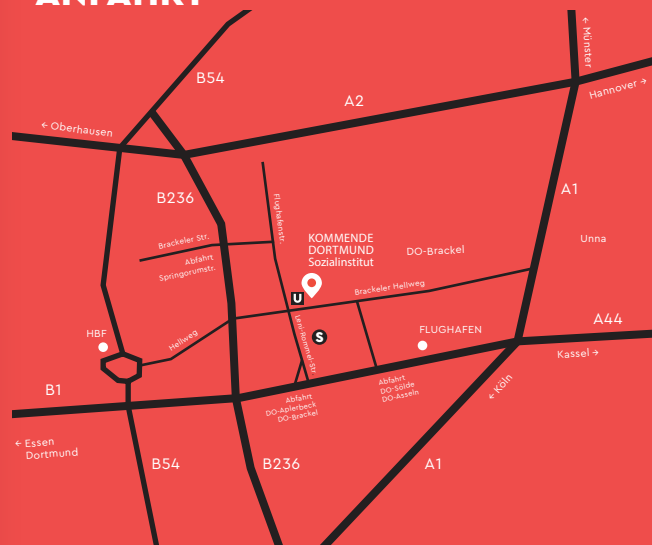 ANFAHRT
← Münster
B54
Hannover →
A2
← Oberhausen
A1
B236
Flughafenstr.
Brackeler Str.
KOMMENDE
DORTMUND
Sozialinstitut
DO-Brackel
Unna
Abfahrt
Springorumstr.
Brackeler Hellweg
U
A44
HBF
Hellweg
Leni-Rommel-Str.
S
FLUGHAFEN
Kassel →
B1
Abfahrt
DO-Sölde
DO-Asseln
← Köln
Abfahrt
DO-Aplerbeck
DO-Brackel
← Essen
Dortmund
B54
B236
A1